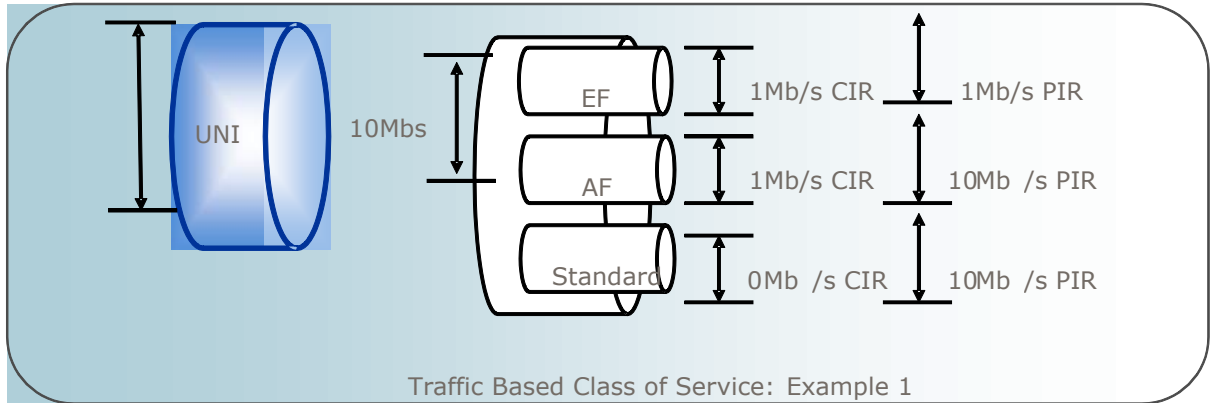 UNI
10Mbs
EF
1Mb/s CIR
1Mb/s PIR
AF
1Mb/s CIR
10Mb /s PIR
Standard
0Mb /s CIR
10Mb /s PIR
Traffic Based Class of Service: Example 1